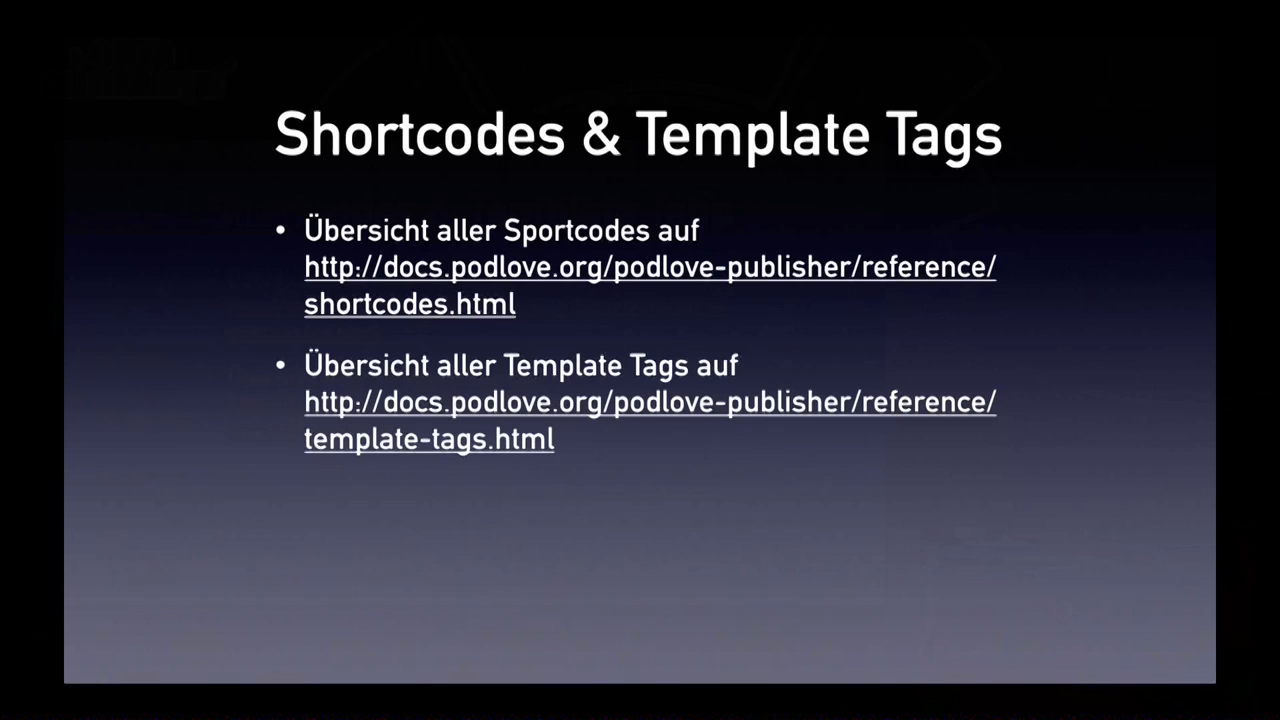 Shortcodes & Template Tags
• Übersicht aller Sportcodes auf
http://docs.podlove.org/podlove-publisher/reference/
shortcodes.html
• Übersicht aller Template Tags auf
http://docs.podlove.org/podlove-publisher/reference/
template-tags.html